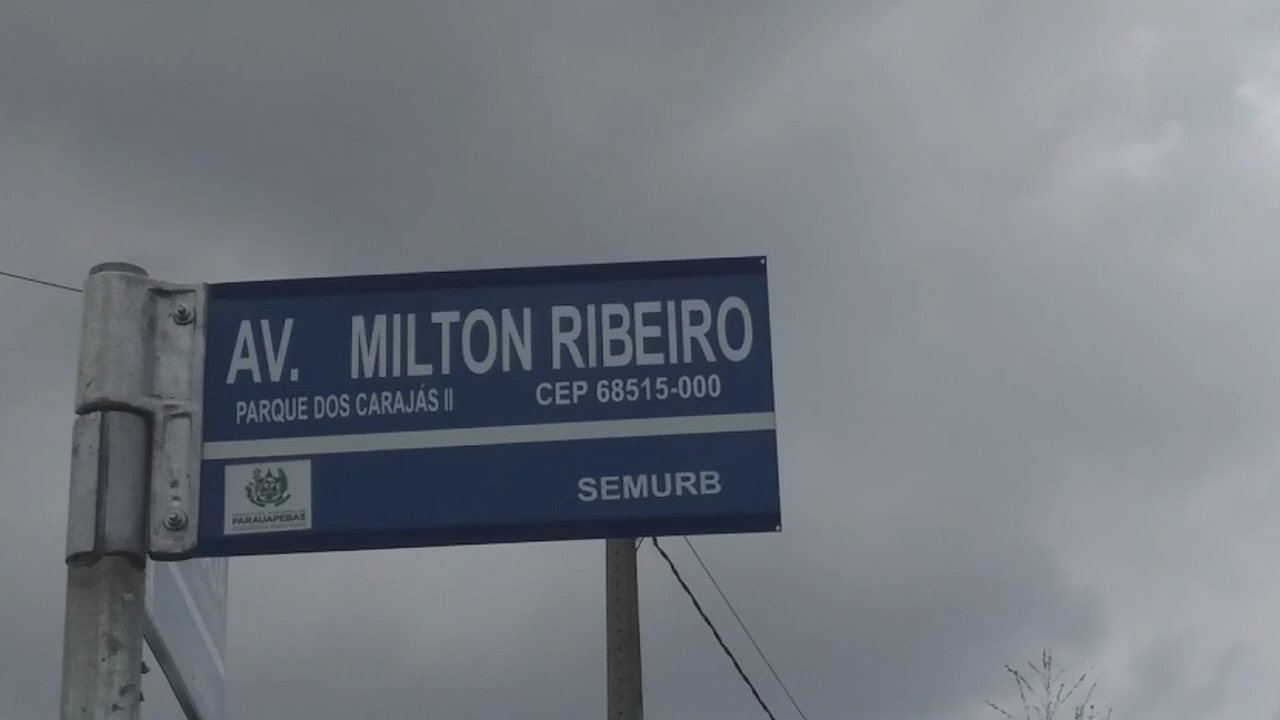 AV. MILTON RIBEIRO
PARQUE DOS CARAJÁS II CEP 68515-000
SEMURB
PARAUAPEBAS